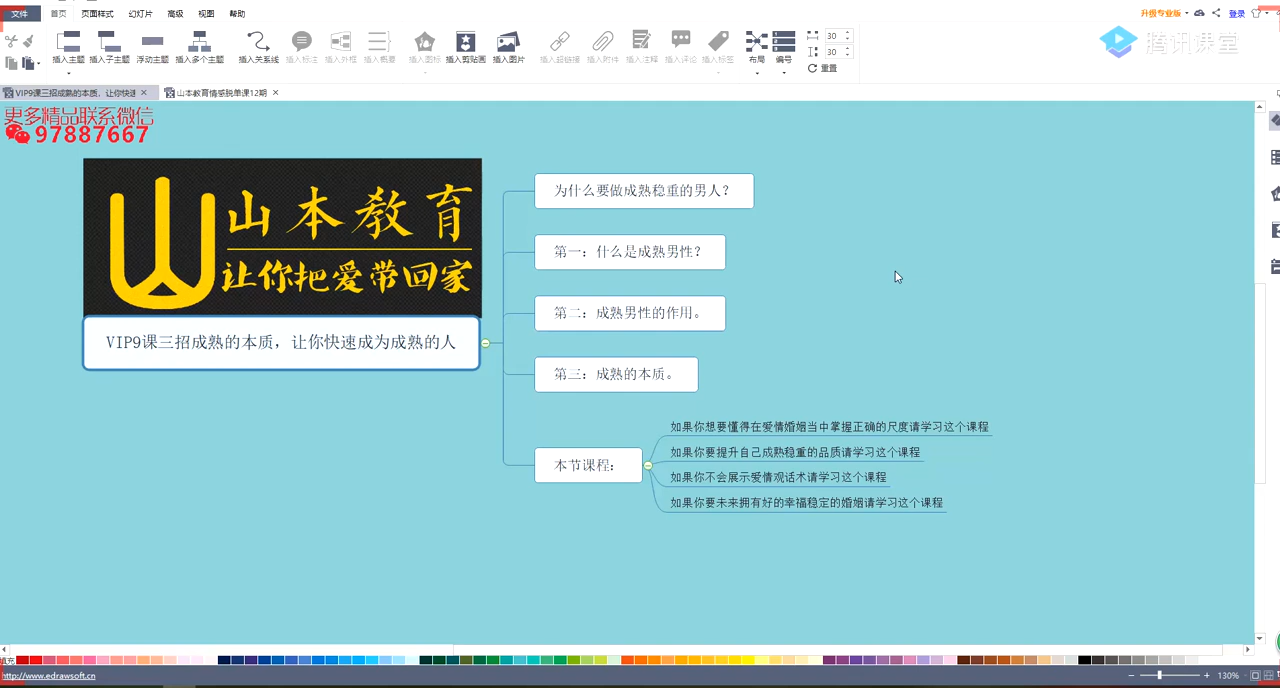 文件 首页 页面样式 幻灯片 高级 视图 帮助
升级专业版 登录
插入主题 插入子主题 浮动主题 插入多个主题 插入关系线 插入标注 插入外框 插入概要 插入图标 插入剪贴画 插入图片 插入超链接 插入附件 插入注释 插入评论 插入标签 布局 编号
30
30
重置
腾讯课堂
VIP9课三招成熟的本质,让你快速 山本教育情感脱单课12期
更多精品联系微信
97887667
山本教育
让你把爱带回家
VIP9课三招成熟的本质，让你快速成为成熟的人
为什么要做成熟稳重的男人？
第一：什么是成熟男性？
第二：成熟男性的作用。
第三：成熟的本质。
本节课程：
如果你想要懂得在爱情婚姻当中掌握正确的尺度请学习这个课程
如果你要提升自己成熟稳重的品质请学习这个课程
如果你不会展示爱情观话术请学习这个课程
如果你要未来拥有好的幸福稳定的婚姻请学习这个课程
填充
http://www.edrawsoft.cn
130%